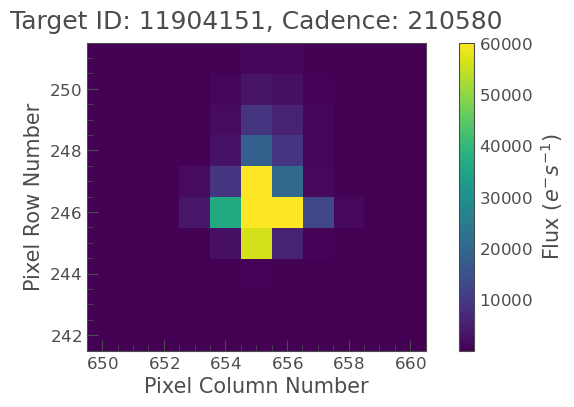 Target ID: 11904151, Cadence: 210580
60000
50000
40000
30000
20000
10000
Flux (e⁻ s⁻¹)
250
248
246
244
242
Pixel Row Number
650 652 654 656 658 660
Pixel Column Number